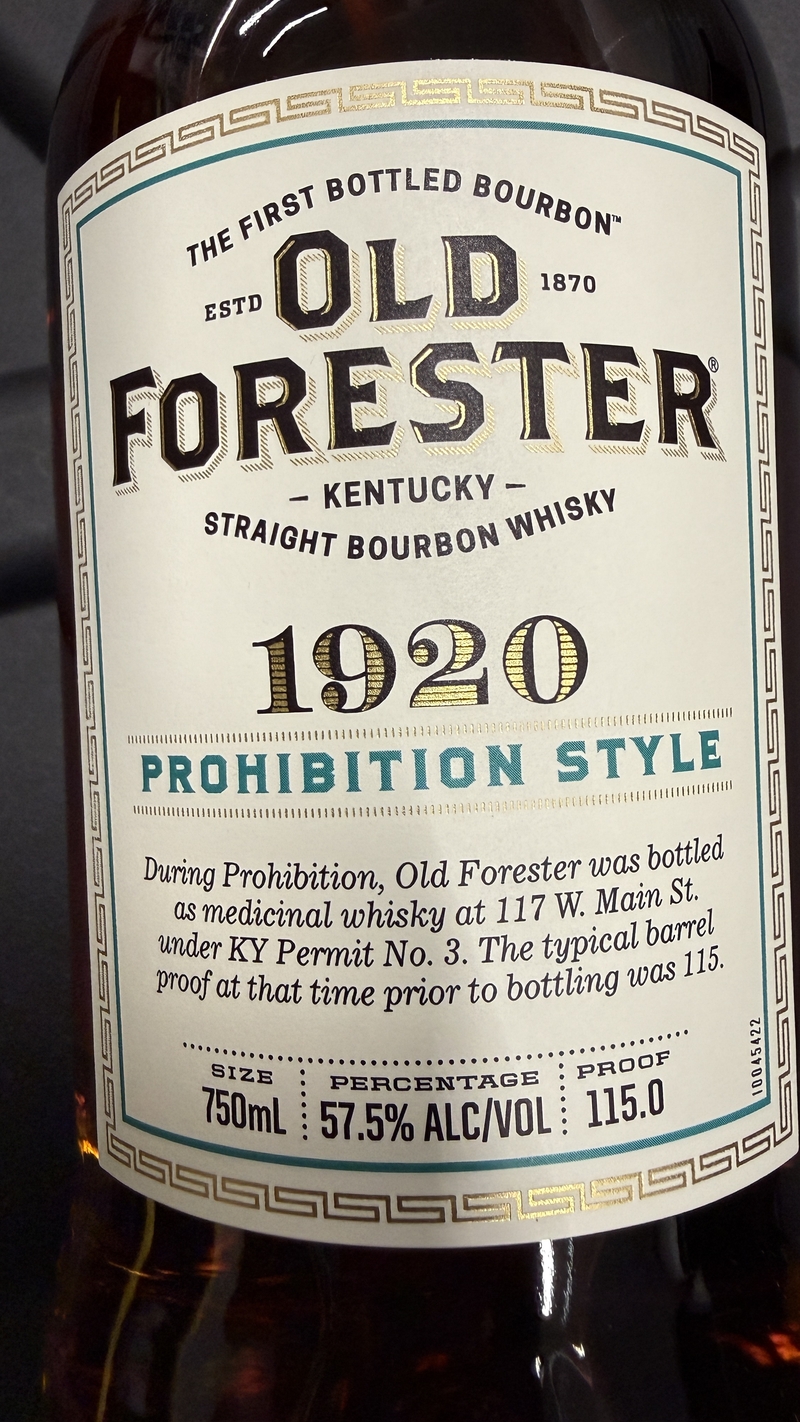 THE FIRST BOTTLED BOURBON™
ESTD OLD 1870
FORESTER®
– KENTUCKY –
STRAIGHT BOURBON WHISKY
1920
PROHIBITION STYLE
During Prohibition, Old Forester was bottled
as medicinal whisky at 117 W. Main St.
under KY Permit No. 3. The typical barrel
proof at that time prior to bottling was 115.
SIZE PERCENTAGE PROOF
750mL 57.5% ALC/VOL 115.0
10045422